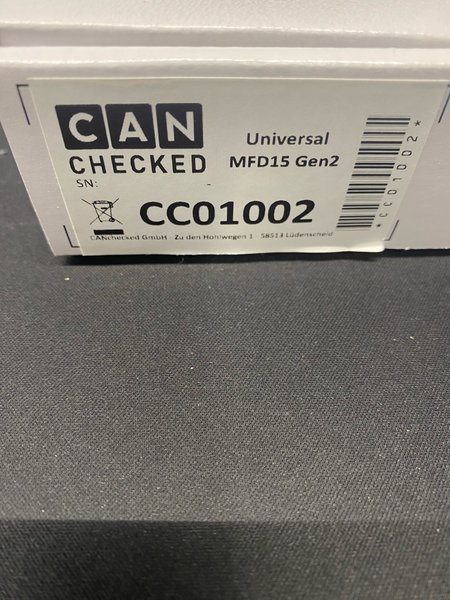 CAN
CHECKED
SN:
Universal
MFD15 Gen2
CC01002
*CC01002*
CANchecked GmbH · Zu den Hohlwegen 1 · 58513 Lüdenscheid